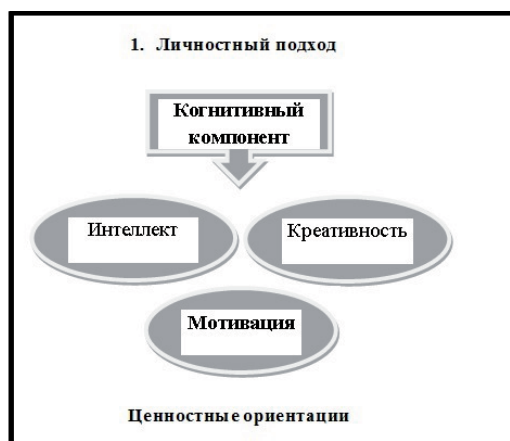 1. Личностный подход
Когнитивный
компонент
Интеллект
Креативность
Мотивация
Ценностные ориентации